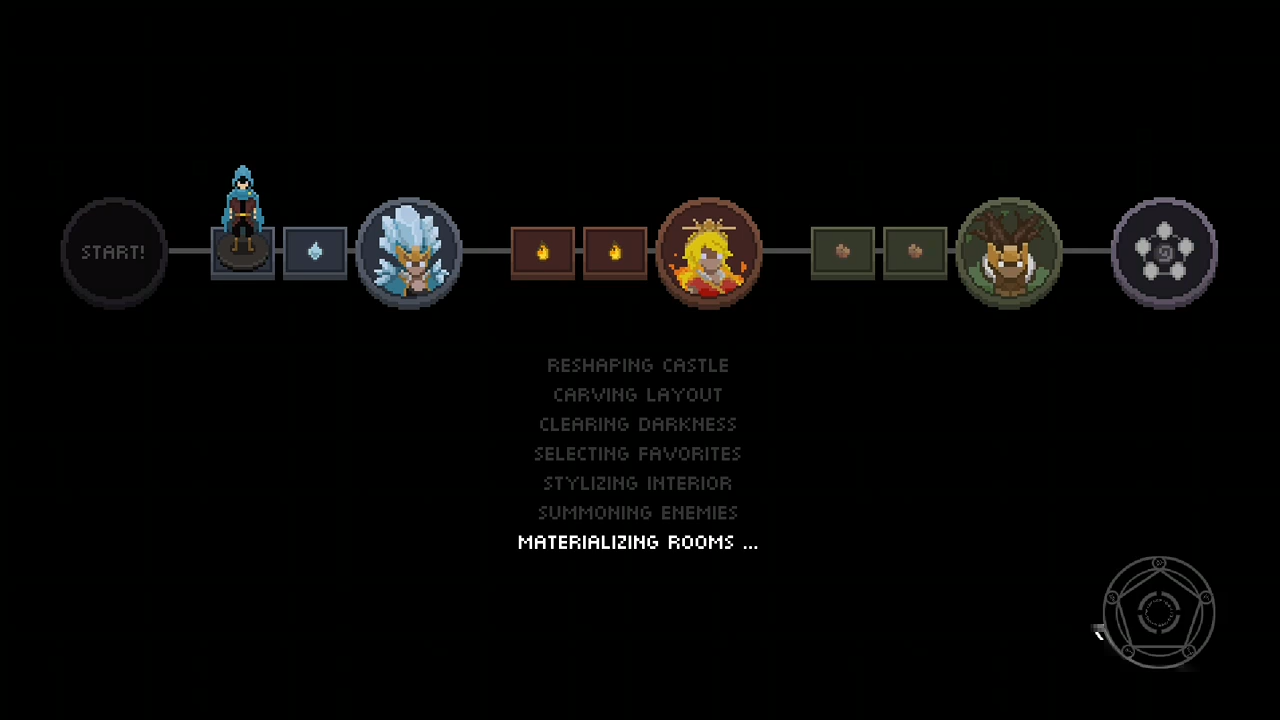 START!
RESHAPING CASTLE
CARVING LAYOUT
CLEARING DARKNESS
SELECTING FAVORITES
STYLIZING INTERIOR
SUMMONING ENEMIES
MATERIALIZING ROOMS ...